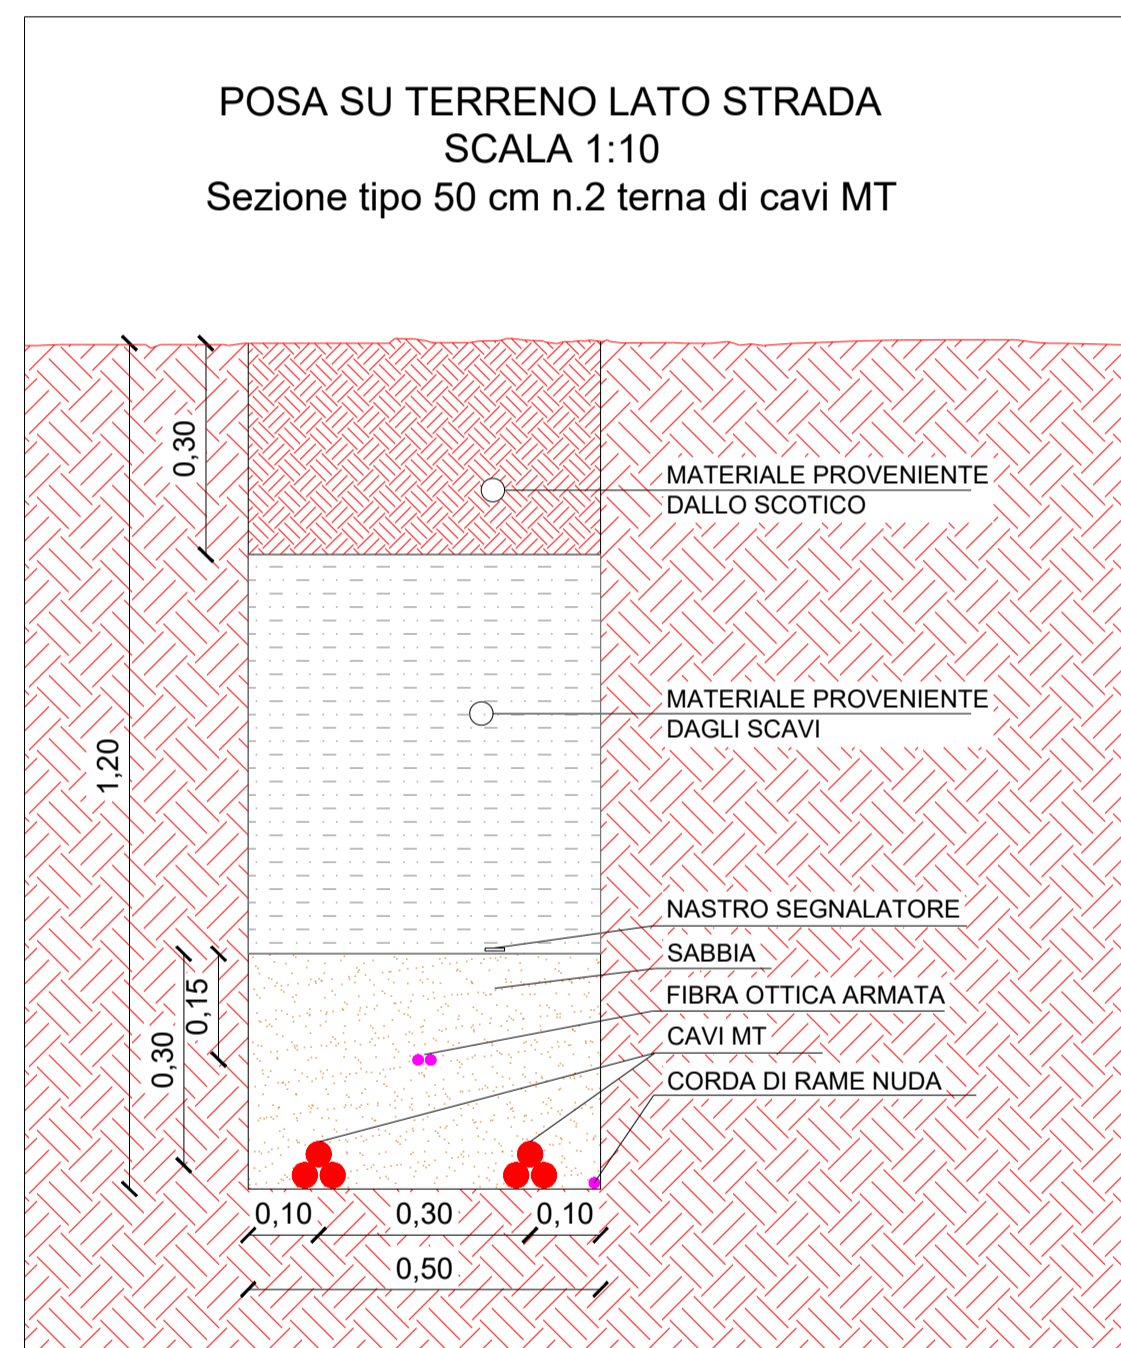 POSA SU TERRENO LATO STRADA
SCALA 1:10
Sezione tipo 50 cm n.2 terna di cavi MT
0,30
MATERIALE PROVENIENTE
DALLO SCOTICO
1,20
MATERIALE PROVENIENTE
DAGLI SCAVI
NASTRO SEGNALATORE
SABBIA
0,15
FIBRA OTTICA ARMATA
0,30
CAVI MT
CORDA DI RAME NUDA
0,10 0,30 0,10
0,50